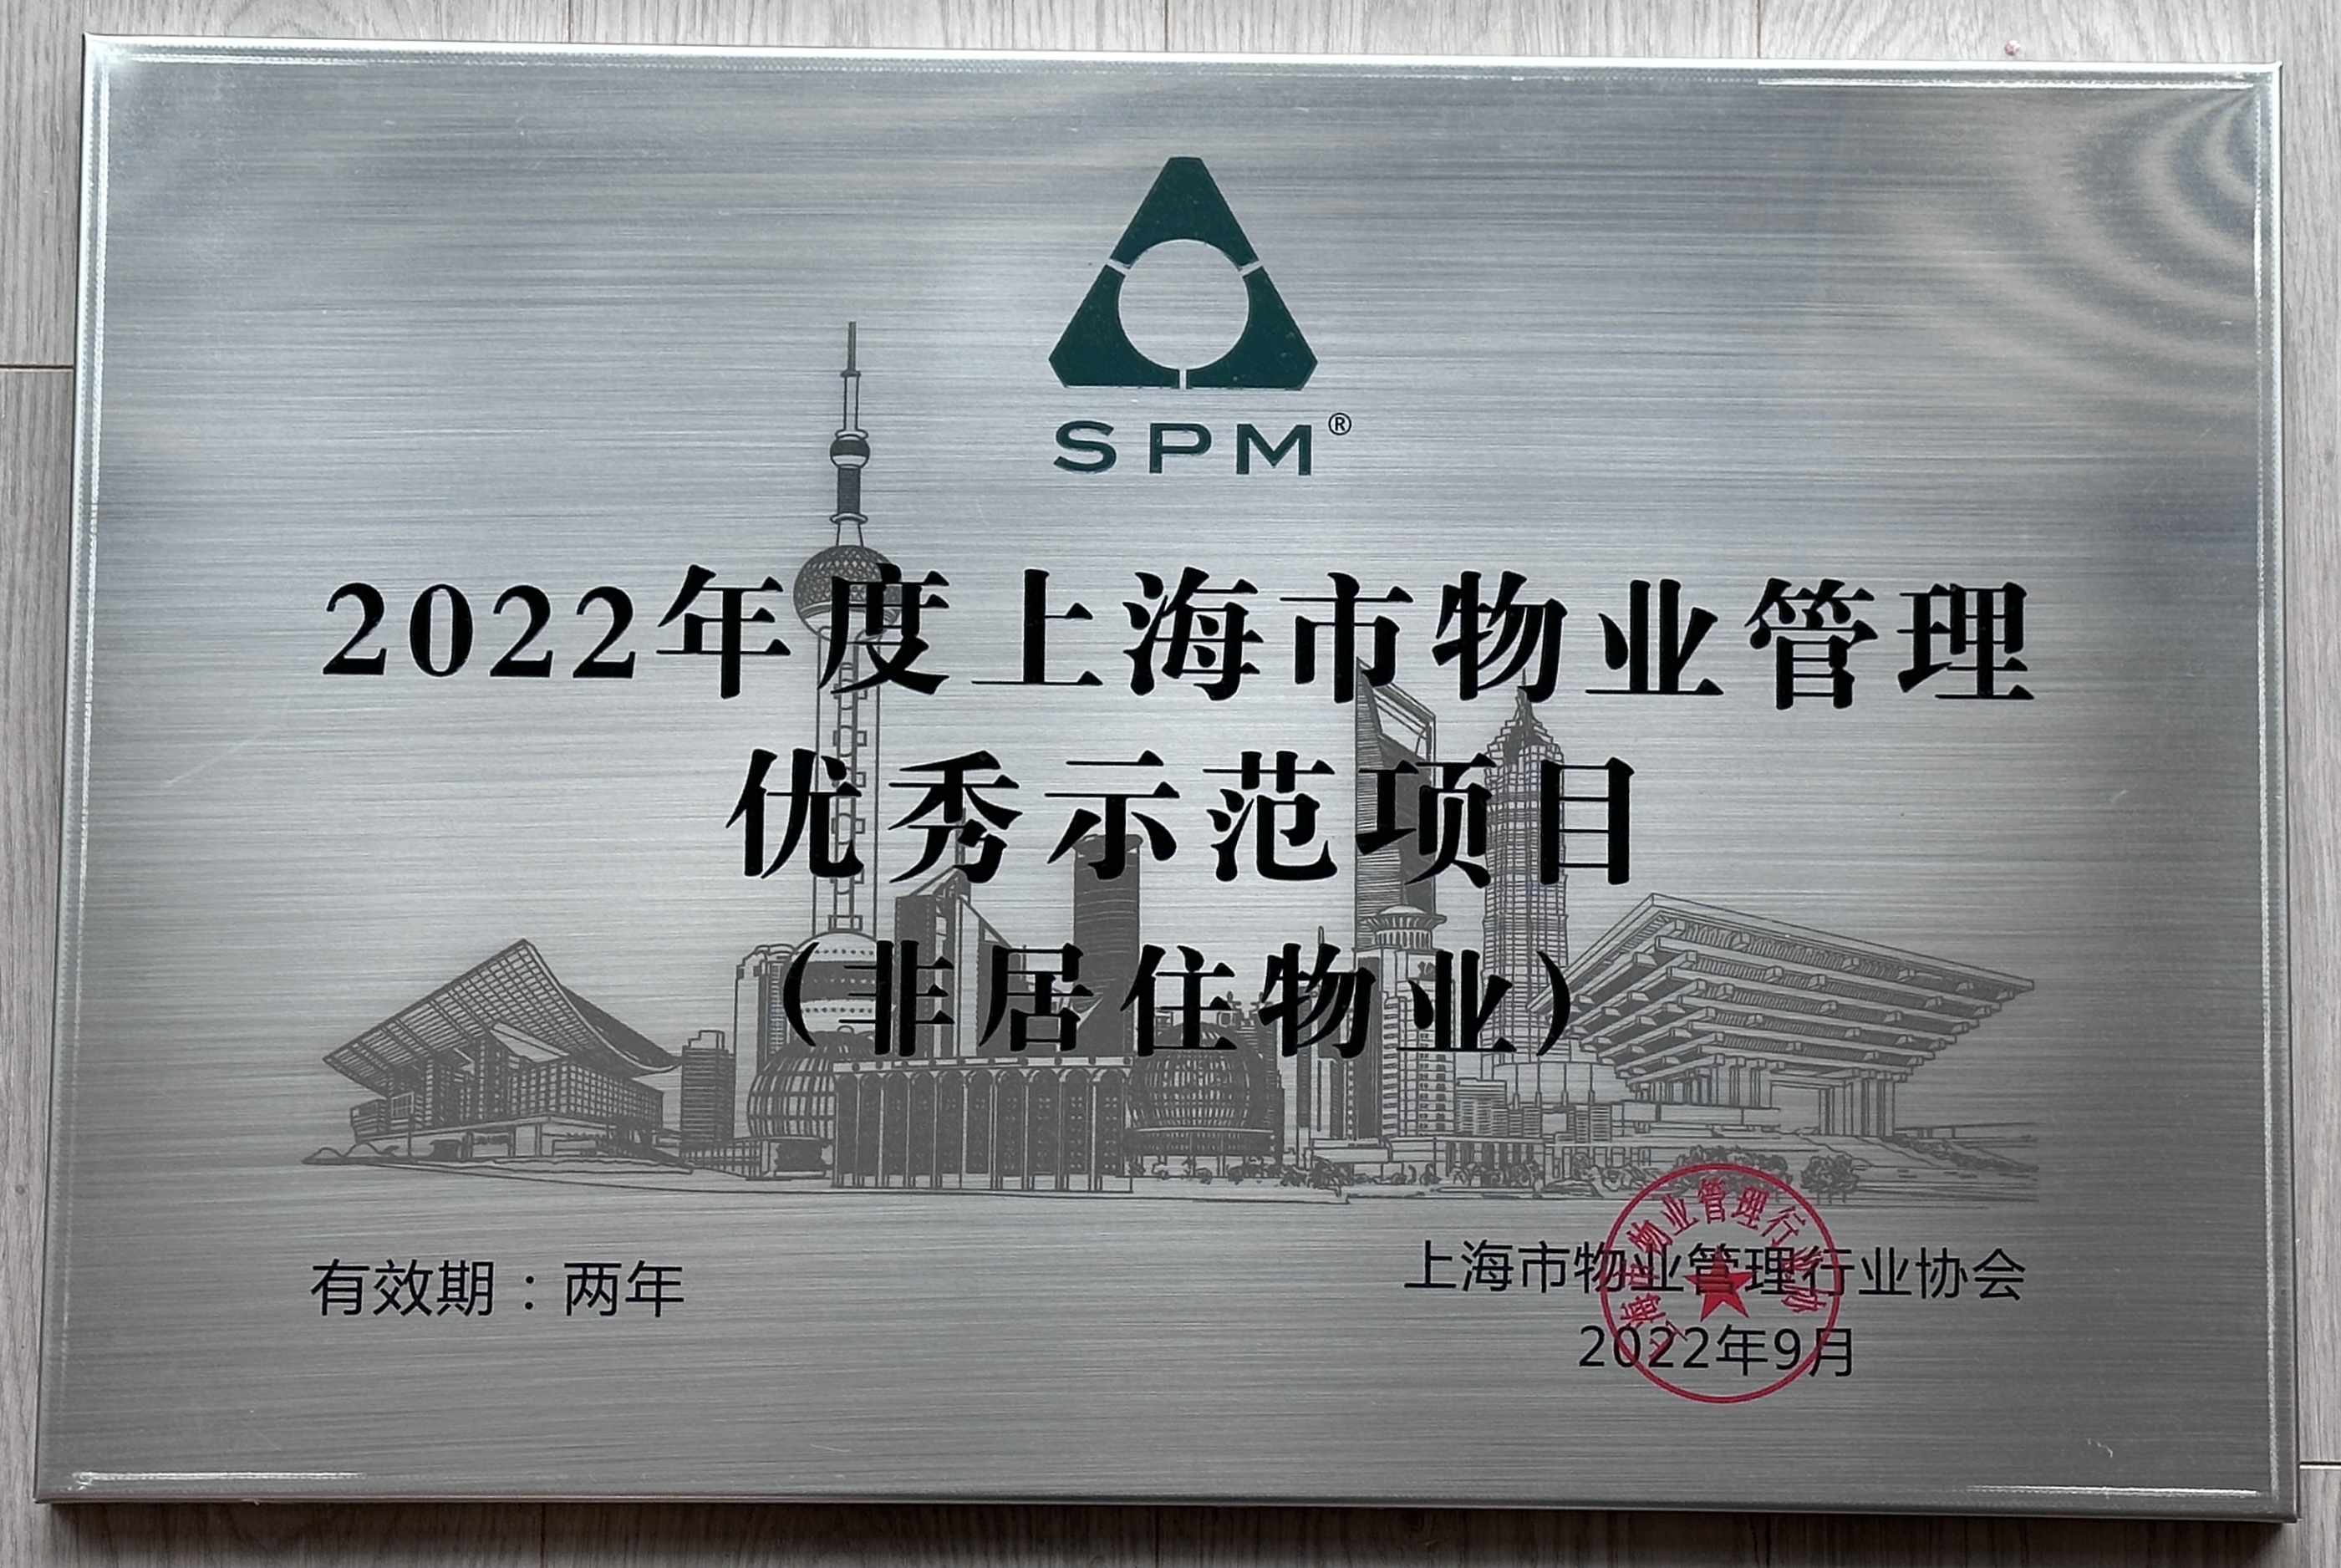 SPM®
2022年度上海市物业管理
优秀示范项目
(非居住物业)
有效期：两年
上海市物业管理行业协会
2022年9月